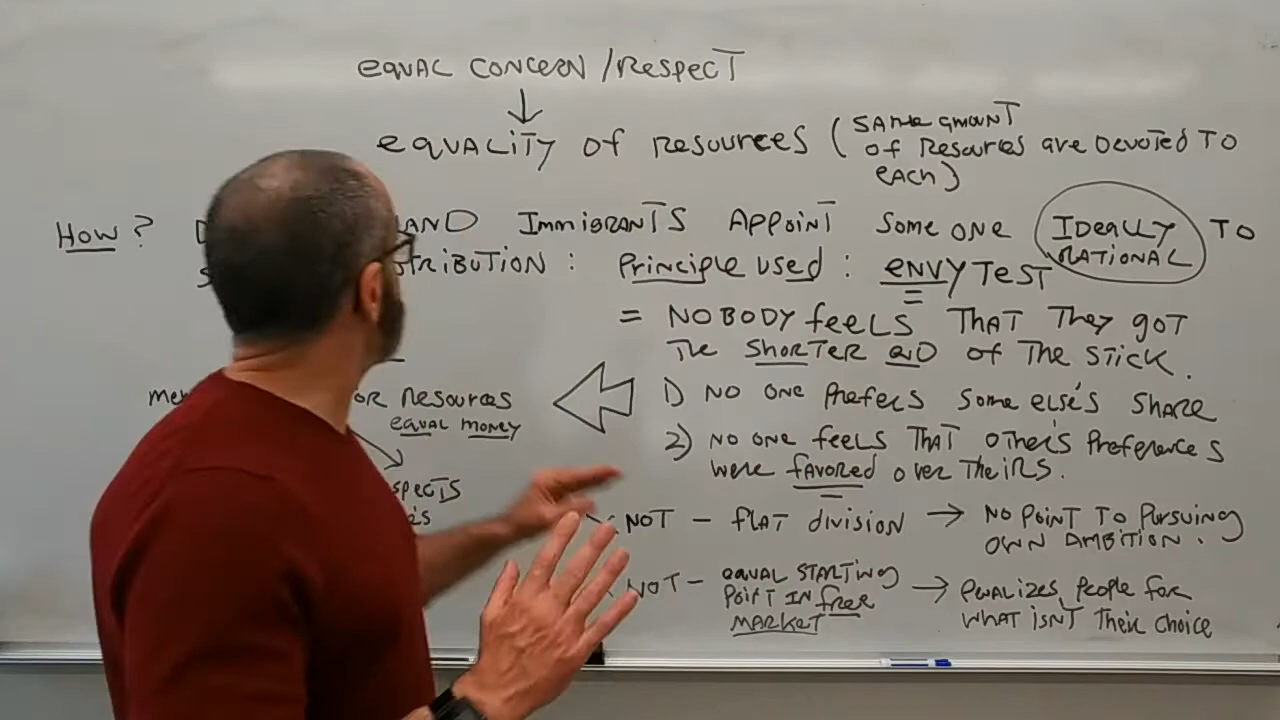 EQUAL CONCERN / RESPECT
EQUALITY OF RESOURCES (SAME AMOUNT
OF RESOURCES ARE DEVOTED TO
EACH)
HOW? AND IMMIGRANTS APPOINT SOMEONE IDEALLY TO
RATIONAL
TRIBUTION: PRINCIPLE USED: ENVY TEST
= NOBODY FEELS THAT THEY GOT
THE SHORTER END OF THE STICK.
1) NO ONE PREFERS SOME ELSE'S SHARE
OR RESOURCES
EQUAL MONEY
2) NO ONE FEELS THAT OTHER'S PREFERENCES
WERE FAVORED OVER THEIRS.
SPECTS
NOT - FLAT DIVISION → NO POINT TO PURSUING
OWN AMBITION.
NOT - EQUAL STARTING
POINT IN FREE
MARKET
→ PENALIZES PEOPLE FOR
WHAT ISN'T THEIR CHOICE